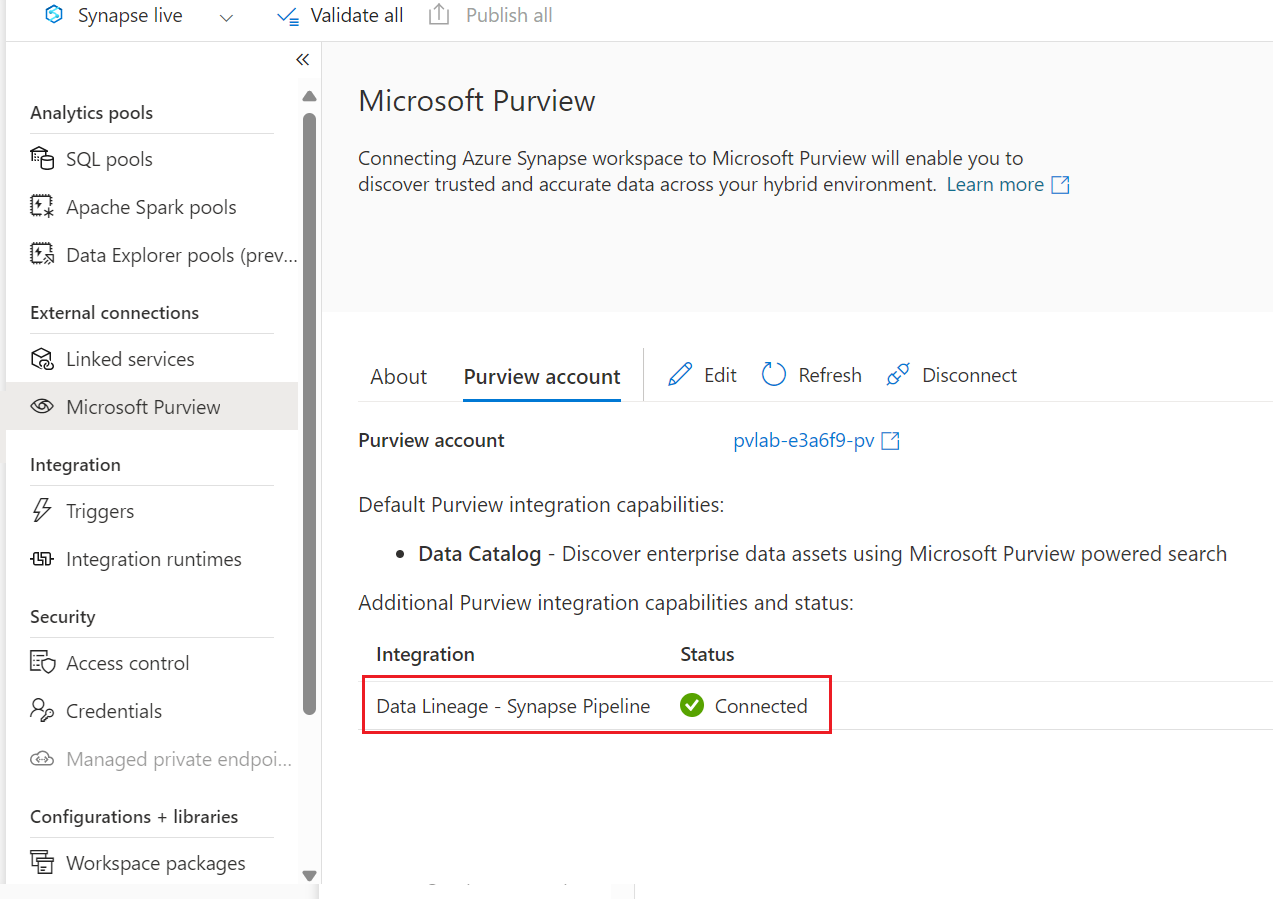 Synapse live
Validate all
Publish all
Analytics pools
SQL pools
Apache Spark pools
Data Explorer pools (prev...
External connections
Linked services
Microsoft Purview
Integration
Triggers
Integration runtimes
Security
Access control
Credentials
Managed private endpoi...
Configurations + libraries
Workspace packages
Microsoft Purview
Connecting Azure Synapse workspace to Microsoft Purview will enable you to
discover trusted and accurate data across your hybrid environment. Learn more
About
Purview account
Edit
Refresh
Disconnect
Purview account
pvlab-e3a6f9-pv
Default Purview integration capabilities:
• Data Catalog - Discover enterprise data assets using Microsoft Purview powered search
Additional Purview integration capabilities and status:
Integration Status
Data Lineage - Synapse Pipeline Connected